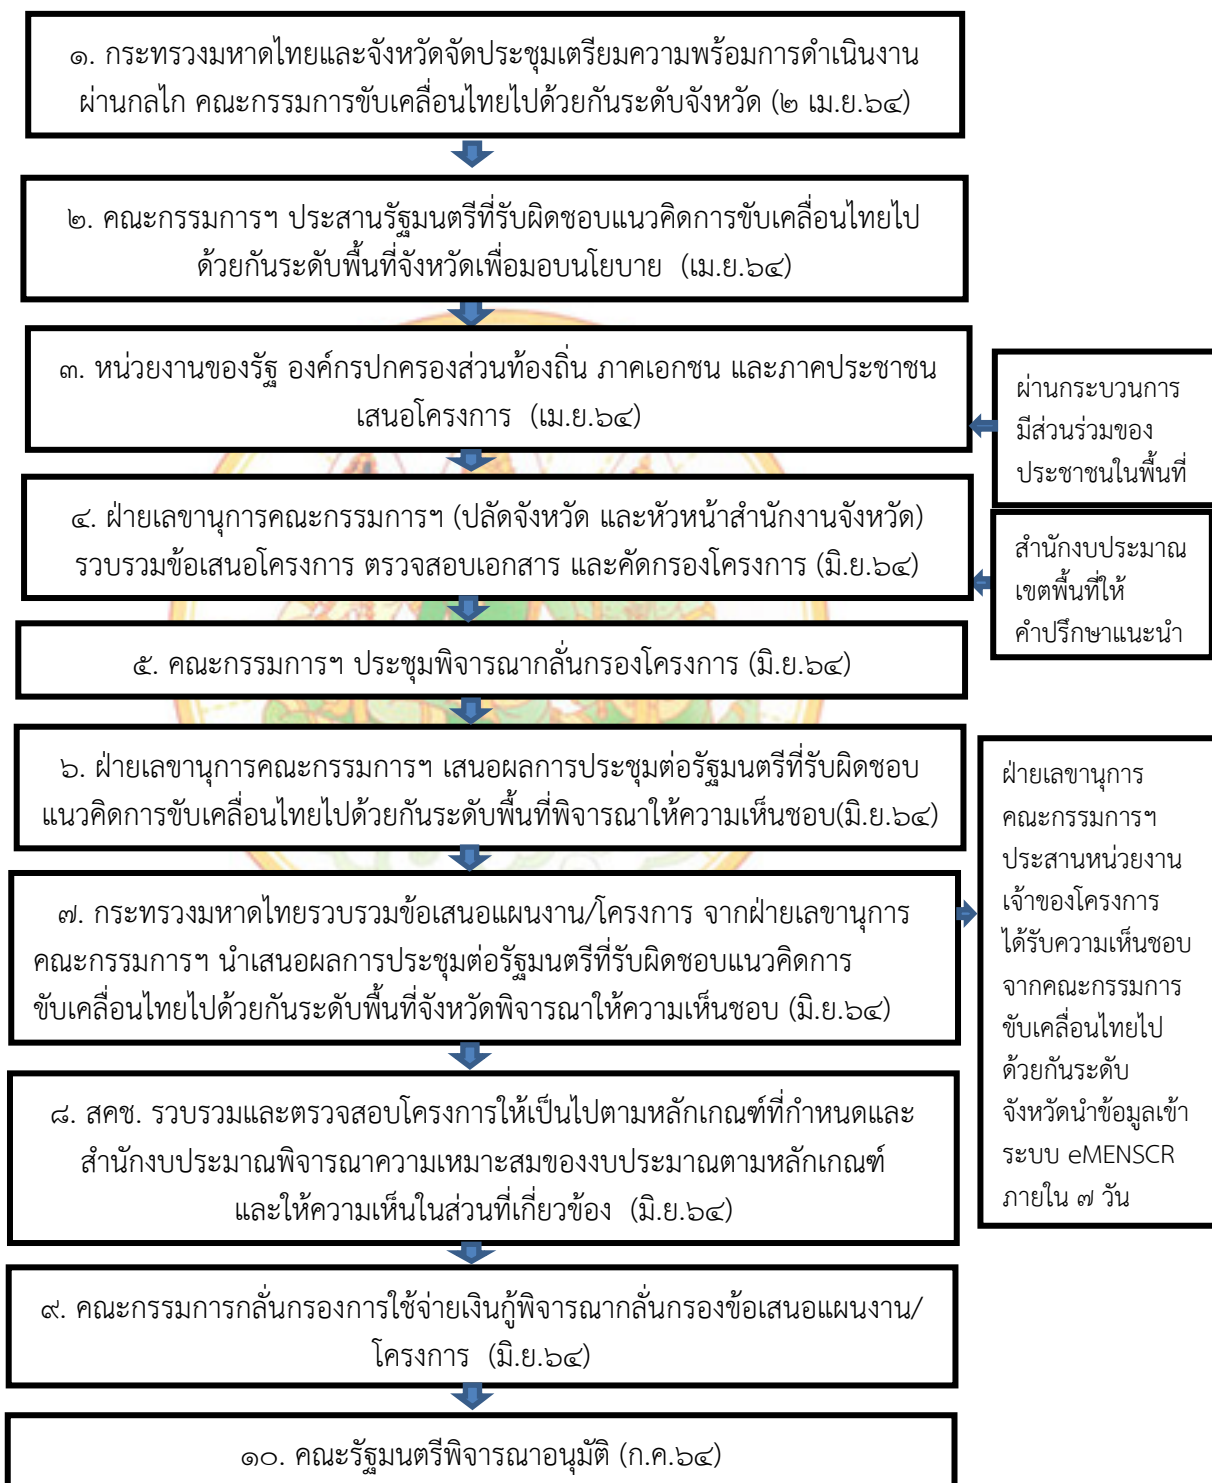 ๑. กระทรวงมหาดไทยและจังหวัดจัดประชุมเตรียมความพร้อมการดำเนินงาน
ผ่านกลไก คณะกรรมการขับเคลื่อนไทยไปด้วยกันระดับจังหวัด (๒ เม.ย.๖๔)
๒. คณะกรรมการฯ ประสานรัฐมนตรีที่รับผิดชอบแนวคิดการขับเคลื่อนไทยไป
ด้วยกันระดับพื้นที่จังหวัดเพื่อมอบนโยบาย (เม.ย.๖๔)
๓. หน่วยงานของรัฐ องค์กรปกครองส่วนท้องถิ่น ภาคเอกชน และภาคประชาชน
เสนอโครงการ (เม.ย.๖๔)
ผ่านกระบวนการ
มีส่วนร่วมของ
ประชาชนในพื้นที่
๔. ฝ่ายเลขานุการคณะกรรมการฯ (ปลัดจังหวัด และหัวหน้าสำนักงานจังหวัด)
รวบรวมข้อเสนอโครงการ ตรวจสอบเอกสาร และคัดกรองโครงการ (มิ.ย.๖๔)
สำนักงบประมาณ
เขตพื้นที่ให้
คำปรึกษาแนะนำ
๕. คณะกรรมการฯ ประชุมพิจารณากลั่นกรองโครงการ (มิ.ย.๖๔)
๖. ฝ่ายเลขานุการคณะกรรมการฯ เสนอผลการประชุมต่อรัฐมนตรีที่รับผิดชอบ
แนวคิดการขับเคลื่อนไทยไปด้วยกันระดับพื้นที่พิจารณาให้ความเห็นชอบ(มิ.ย.๖๔)
๗. กระทรวงมหาดไทยรวบรวมข้อเสนอแผนงาน/โครงการ จากฝ่ายเลขานุการ
คณะกรรมการฯ นำเสนอผลการประชุมต่อรัฐมนตรีที่รับผิดชอบแนวคิดการ
ขับเคลื่อนไทยไปด้วยกันระดับพื้นที่จังหวัดพิจารณาให้ความเห็นชอบ (มิ.ย.๖๔)
ฝ่ายเลขานุการ
คณะกรรมการฯ
ประสานหน่วยงาน
เจ้าของโครงการ
ได้รับความเห็นชอบ
จากคณะกรรมการ
ขับเคลื่อนไทยไป
ด้วยกันระดับ
จังหวัดนำข้อมูลเข้า
ระบบ eMENSCR
ภายใน ๗ วัน
๘. สศช. รวบรวมและตรวจสอบโครงการให้เป็นไปตามหลักเกณฑ์ที่กำหนดและ
สำนักงบประมาณพิจารณาความเหมาะสมของงบประมาณตามหลักเกณฑ์
และให้ความเห็นในส่วนที่เกี่ยวข้อง (มิ.ย.๖๔)
๙. คณะกรรมการกลั่นกรองการใช้จ่ายเงินกู้พิจารณากลั่นกรองข้อเสนอแผนงาน/
โครงการ (มิ.ย.๖๔)
๑๐. คณะรัฐมนตรีพิจารณาอนุมัติ (ก.ค.๖๔)